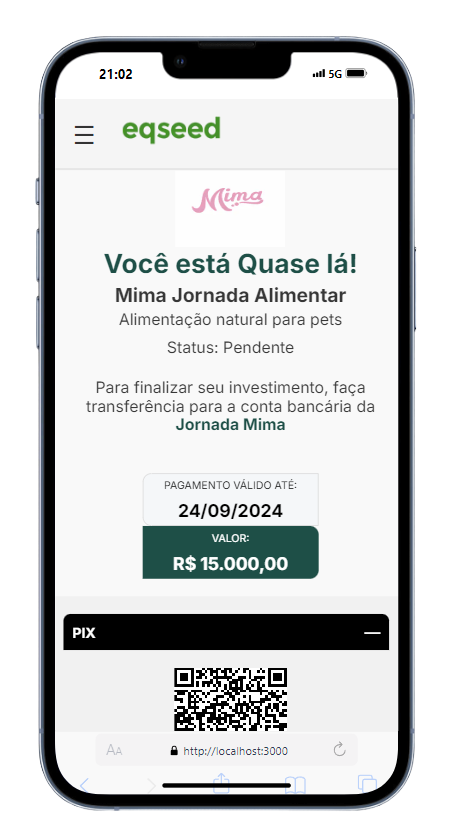 21:02
5G
eqseed
Mima
Você está Quase lá!
Mima Jornada Alimentar
Alimentação natural para pets
Status: Pendente
Para finalizar seu investimento, faça
transferência para a conta bancária da
Jornada Mima
PAGAMENTO VÁLIDO ATÉ:
24/09/2024
VALOR:
R$ 15.000,00
PIX
AA
http://localhost:3000